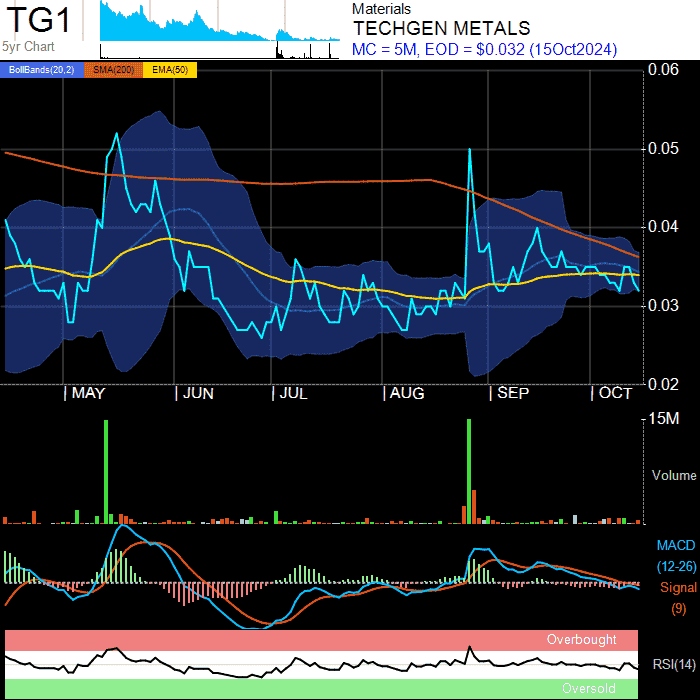 TG1
5yr Chart
Materials
TECHGEN METALS
MC = 5M, EOD = $0.032 (15Oct2024)
BollBands(20,2) SMA(200) EMA(50)
0.06
0.05
0.04
0.03
0.02
| MAY | JUN | JUL | AUG | SEP | OCT
15M
Volume
MACD
(12-26)
Signal
(9)
Overbought
RSI(14)
Oversold